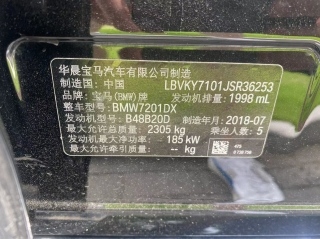 华晨宝马汽车有限公司制造
制造国: 中国 LBVKY7101JSR36253
品牌: 宝马(BMW)牌 发动机排量: 1998 mL
整车型号: BMW7201DX
发动机型号: B48B20D 制造年月 2018-07
最大允许总质量: 2305 kg 乘坐人数 5
发动机最大净功率: 185 kW
最大允许牵引质量: -- kg